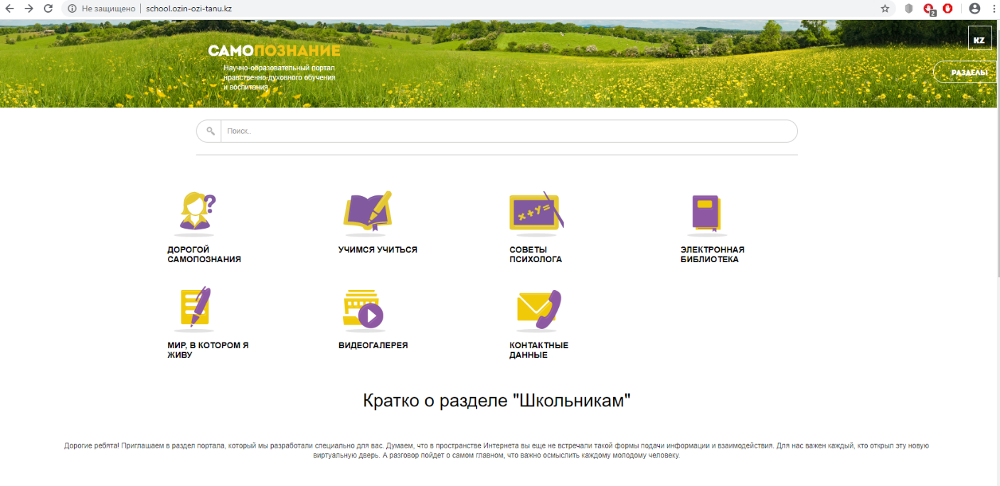 Не защищено | school.ozin-ozi-tanu.kz
2
KZ
САМОПОЗНАНИЕ
Научно-образовательный портал
нравственно-духовного обучения
и воспитания
РАЗДЕЛЫ
Поиск..
x+y=
ДОРОГОЙ
САМОПОЗНАНИЯ
УЧИМСЯ УЧИТЬСЯ
СОВЕТЫ
ПСИХОЛОГА
ЭЛЕКТРОННАЯ
БИБЛИОТЕКА
МИР, В КОТОРОМ Я
ЖИВУ
ВИДЕОГАЛЕРЕЯ
КОНТАКТНЫЕ
ДАННЫЕ
Кратко о разделе "Школьникам"
Дорогие ребята! Приглашаем в раздел портала, который мы разработали специально для вас. Думаем, что в пространстве Интернета вы еще не встречали такой формы подачи информации и взаимодействия. Для нас важен каждый, кто открыл эту новую
виртуальную дверь. А разговор пойдет о самом главном, что важно осмыслить каждому молодому человеку.